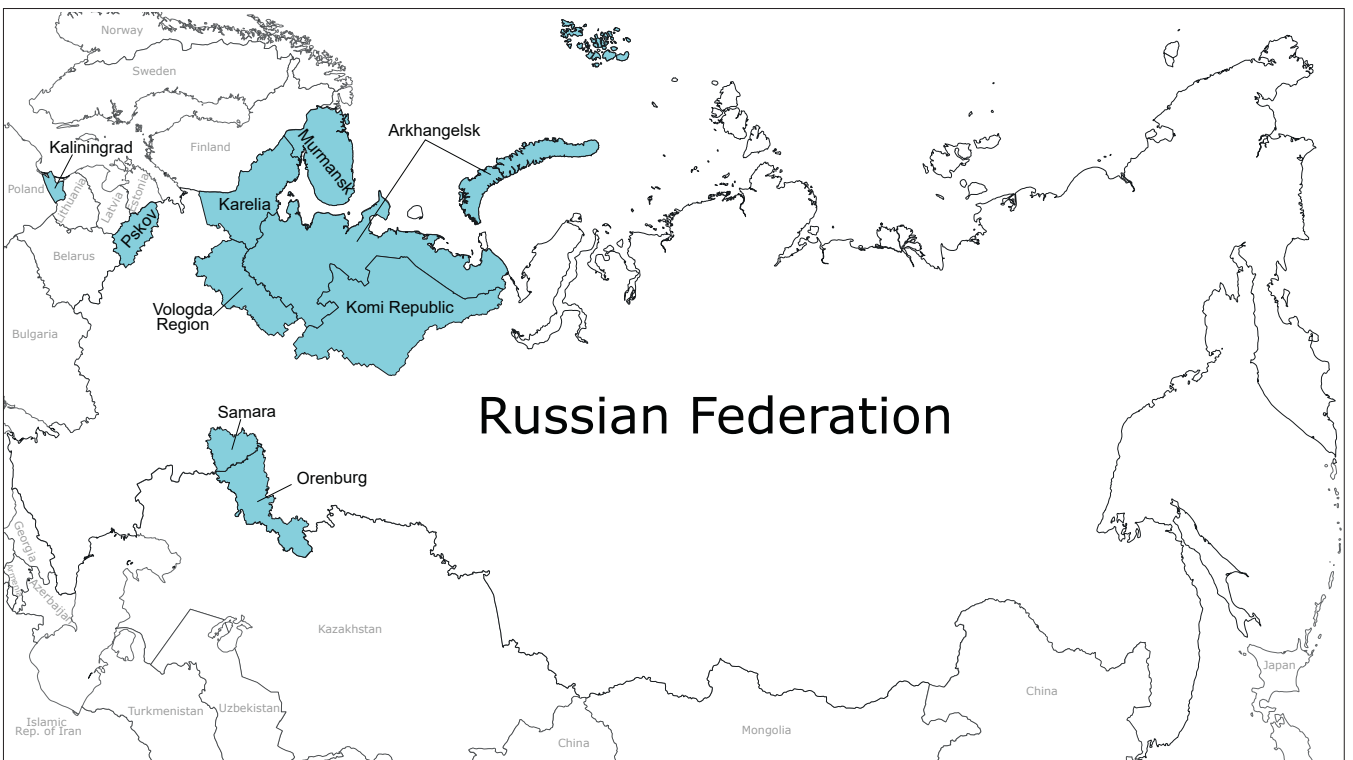 Norway
Sweden
Arkhangelsk
Murmansk
Kaliningrad
Finland
Poland
Lithuania
Latvia
Estonia
Karelia
Pskov
Belarus
Vologda
Region
Komi Republic
Bulgaria
Samara
Russian Federation
Orenburg
Georgia
Azerbaijan
Kazakhstan
Japan
China
Turkmenistan
Uzbekistan
Islamic
Rep. of Iran
Mongolia
China